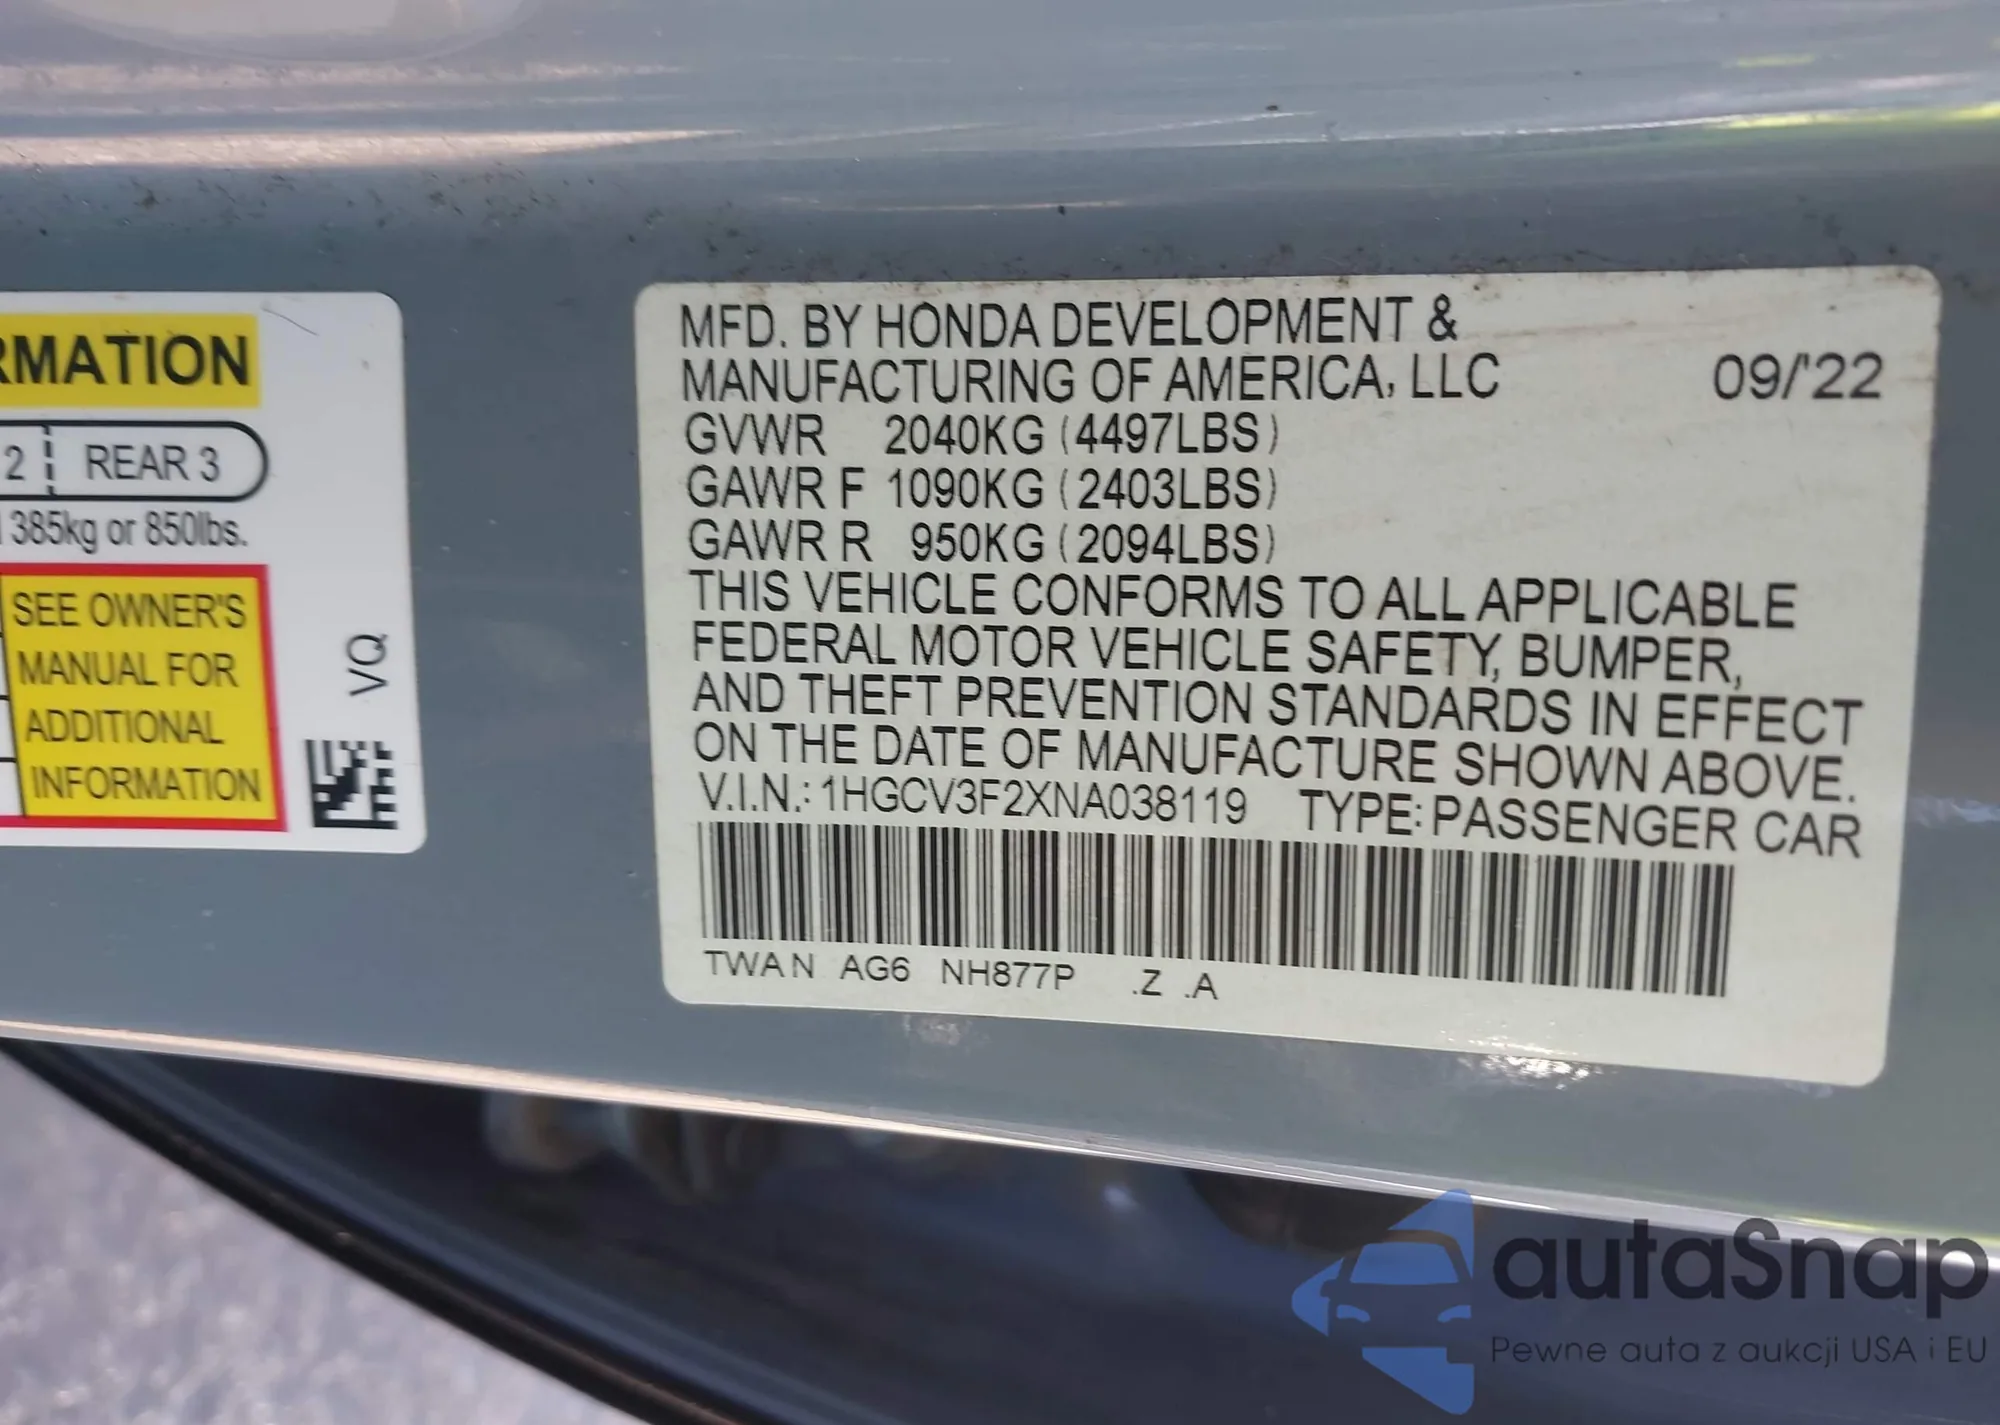 RMATION
2 REAR 3
385kg or 850lbs.
SEE OWNER'S
MANUAL FOR
ADDITIONAL
INFORMATION
VQ
MFD. BY HONDA DEVELOPMENT &
MANUFACTURING OF AMERICA, LLC 09/'22
GVWR 2040KG (4497LBS)
GAWR F 1090KG (2403LBS)
GAWR R 950KG (2094LBS)
THIS VEHICLE CONFORMS TO ALL APPLICABLE
FEDERAL MOTOR VEHICLE SAFETY, BUMPER,
AND THEFT PREVENTION STANDARDS IN EFFECT
ON THE DATE OF MANUFACTURE SHOWN ABOVE.
V.I.N.: 1HGCV3F2XNA038119 TYPE: PASSENGER CAR
TWAN AG6 NH877P .Z .A
autaSnap
Pewne auta z aukcji USA i EU